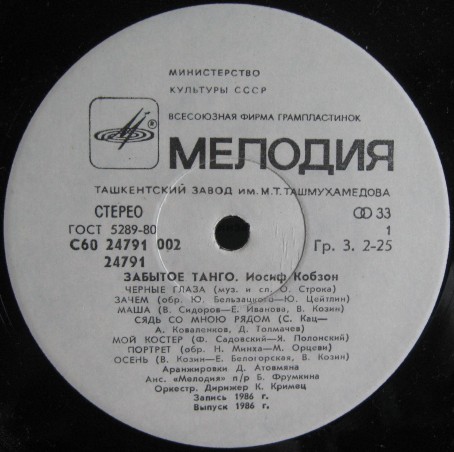 МИНИСТЕРСТВО
КУЛЬТУРЫ СССР
ВСЕСОЮЗНАЯ ФИРМА ГРАМПЛАСТИНОК
МЕЛОДИЯ
ТАШКЕНТСКИЙ ЗАВОД ИМ. М.Т. ТАШМУХАМЕДОВА
СТЕРЕО 33
ГОСТ 5289-80 1
С60 24791 002 Гр. 3. 2-25
24791
ЗАБЫТОЕ ТАНГО. Иосиф Кобзон
ЧЕРНЫЕ ГЛАЗА (муз. и сл. О. Строка)
ЗАЧЕМ (обр. Ю. Бельзацкого—Ю. Цейтлин)
МАША (В. Сидоров—Е. Иванова, В. Козин)
СЯДЬ СО МНОЮ РЯДОМ (С. Кац—
А. Коваленков, Д. Толмачев)
МОЙ КОСТЕР (Ф. Садовский—Я. Полонский)
ПОРТРЕТ (обр. Н. Минха—М. Орцеви)
ОСЕНЬ (В. Козин—Е. Белогорская, В. Козин)
Аранжировки Д. Атовмяна
Анс. «Мелодия» п/р Б. Фрумкина
Оркестр. Дирижер К. Кримец
Запись 1986 г.
Выпуск 1986 г.